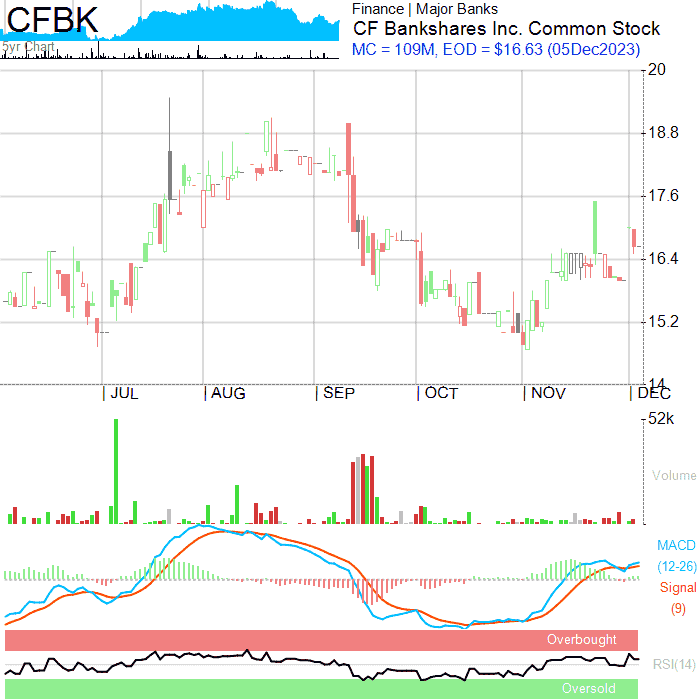 CFBK
5yr Chart
Finance | Major Banks
CF Bankshares Inc. Common Stock
MC = 109M, EOD = $16.63 (05Dec2023)
20
18.8
17.6
16.4
15.2
14
JUL AUG SEP OCT NOV DEC
52k
Volume
MACD
(12-26)
Signal
(9)
Overbought
RSI(14)
Oversold